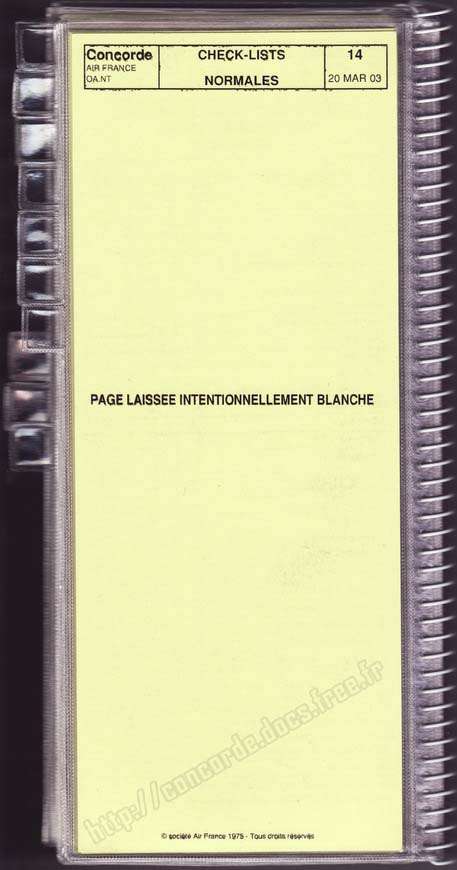 Concorde CHECK-LISTS 14
AIR FRANCE
OA.NT NORMALES 20 MAR 03
PAGE LAISSEE INTENTIONNELLEMENT BLANCHE
http://concorde.docs.free.fr
© société Air France 1975 - Tous droits réservés